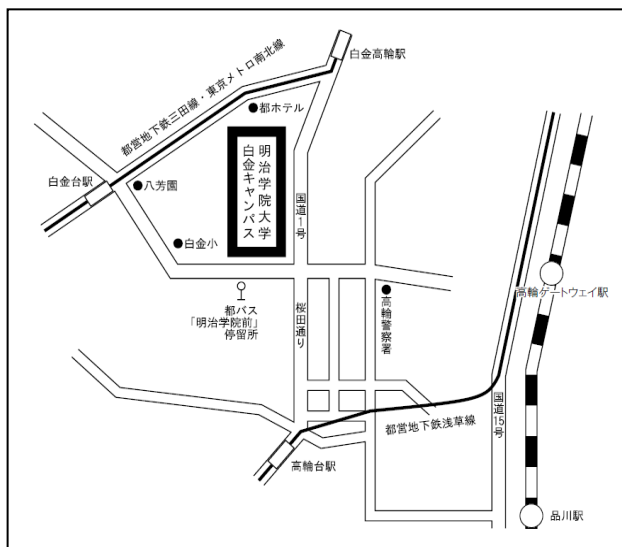 白金高輪駅
都営地下鉄三田線・東京メトロ南北線
都ホテル
明治学院大学
白金キャンパス
白金台駅
八芳園
国道1号
白金小
高輪ゲートウェイ駅
都バス
「明治学院前」
停留所
桜田通り
高輪警察署
都営地下鉄浅草線
国道15号
高輪台駅
品川駅